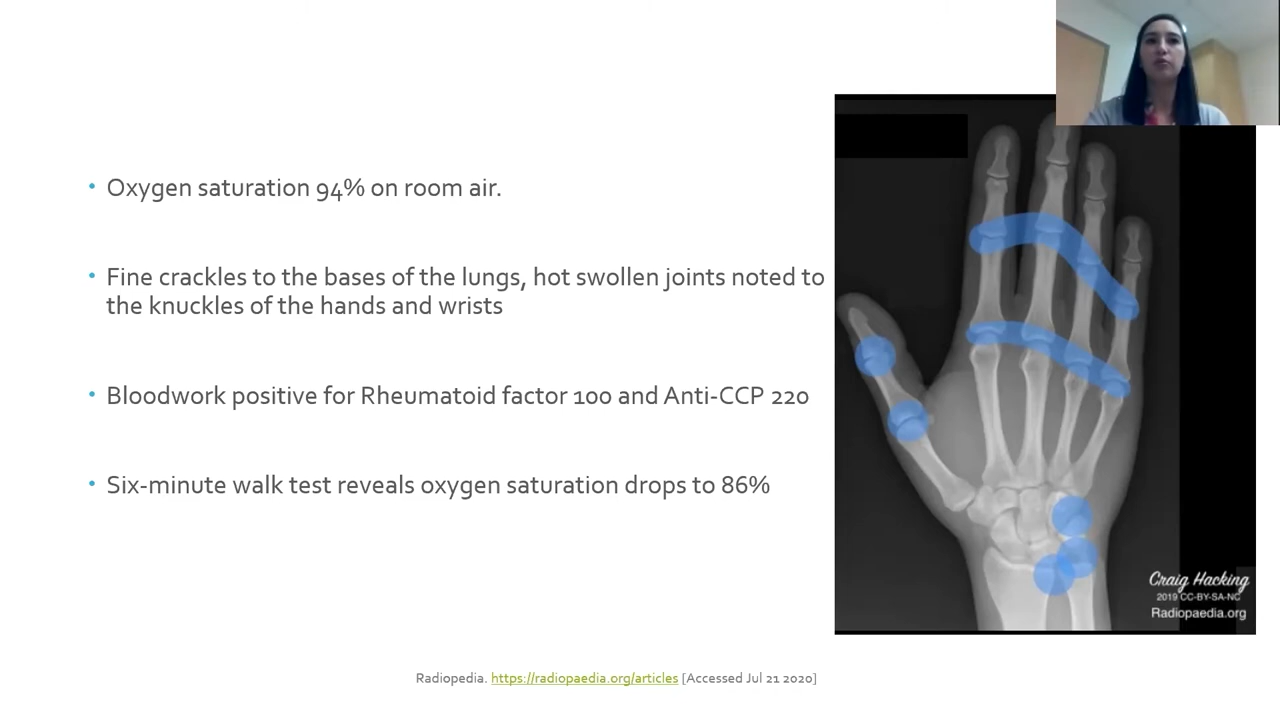 • Oxygen saturation 94% on room air.
• Fine crackles to the bases of the lungs, hot swollen joints noted to
the knuckles of the hands and wrists
• Bloodwork positive for Rheumatoid factor 100 and Anti-CCP 220
• Six-minute walk test reveals oxygen saturation drops to 86%
Craig Hacking
2019 CC-BY-SA-NC
Radiopaedia.org
Radiopedia. https://radiopaedia.org/articles [Accessed Jul 21 2020]